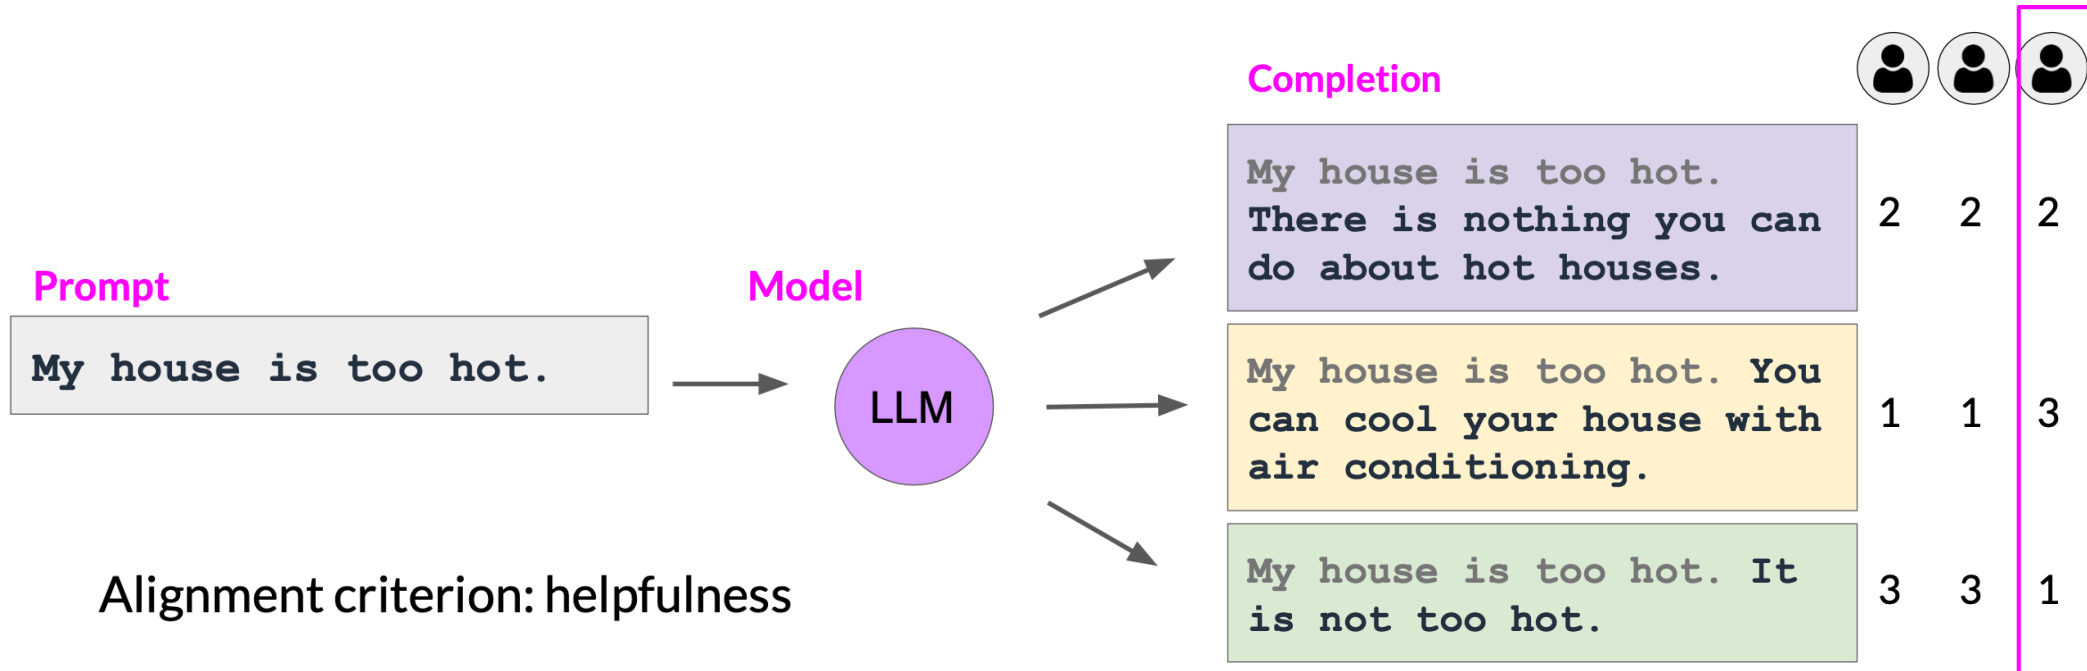 Completion
My house is too hot.
There is nothing you can
do about hot houses.
2 2 2
Prompt
My house is too hot.
Model
LLM
My house is too hot. You
can cool your house with
air conditioning.
1 1 3
My house is too hot. It
is not too hot.
3 3 1
Alignment criterion: helpfulness